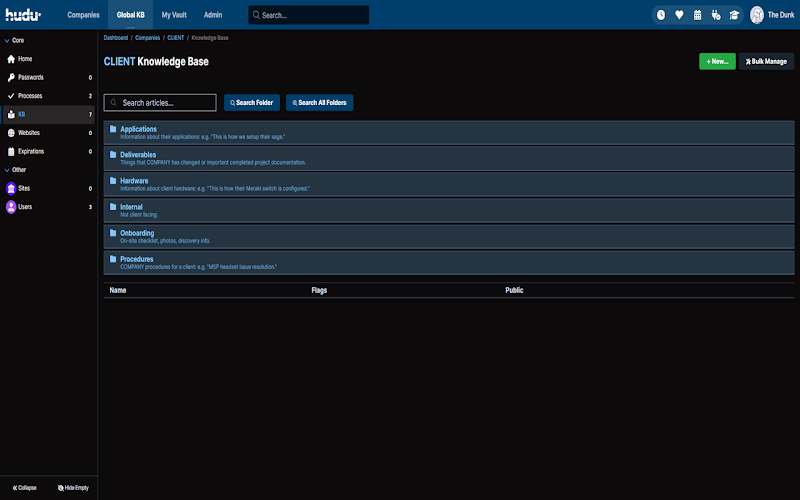 hudu Companies Global KB My Vault Admin Search... The Dunk
Core
Home
Passwords 0
Processes 2
KB 7
Websites 0
Expirations 0
Other
Sites 0
Users 3
Collapse Hide Empty
Dashboard / Companies / CLIENT / Knowledge Base
CLIENT Knowledge Base
+ New... Bulk Manage
Search articles... Search Folder Search All Folders
Applications
Information about their applications: e.g. "This is how we setup their sage."
Deliverables
Things that COMPANY has changed or important completed project documentation.
Hardware
Information about client hardware: e.g. "This is how their Meraki switch is configured."
Internal
Not client facing.
Onboarding
On-site checklist, photos, discovery info.
Procedures
COMPANY procedures for a client: e.g. "MSP headset issue resolution."
Name Flags Public